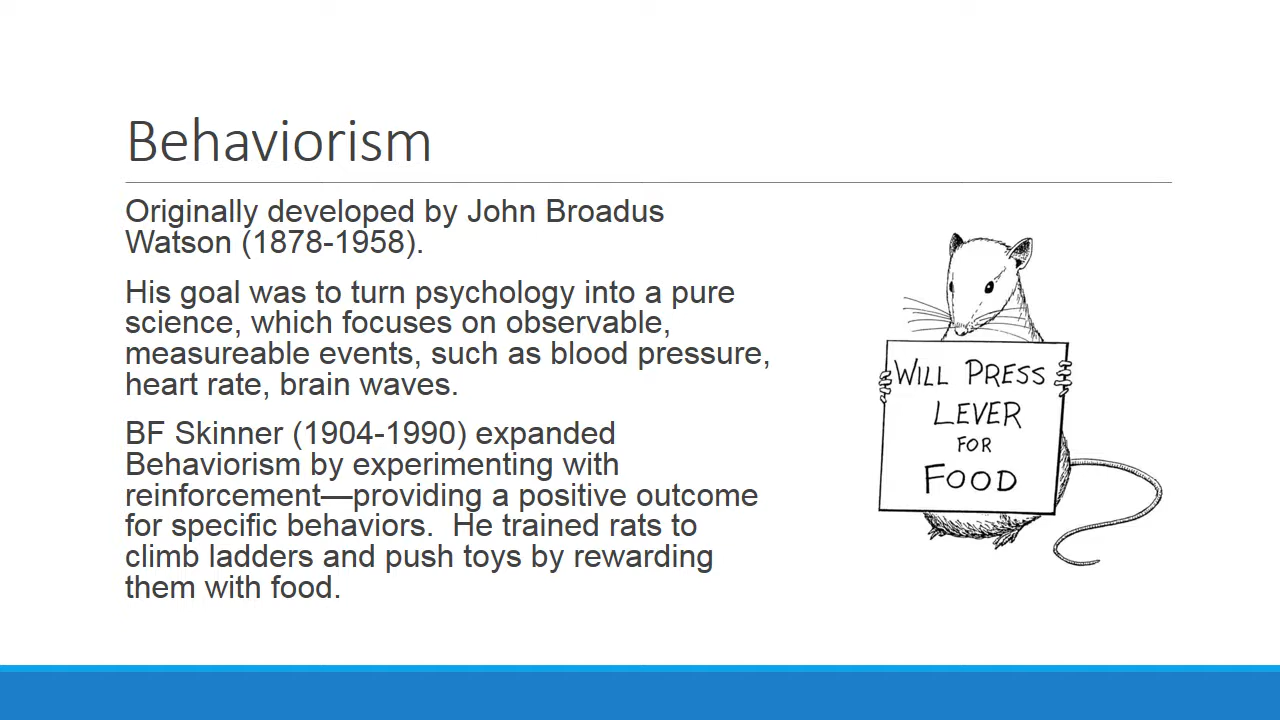 Behaviorism
Originally developed by John Broadus
Watson (1878-1958).
His goal was to turn psychology into a pure
science, which focuses on observable,
measureable events, such as blood pressure,
heart rate, brain waves.
BF Skinner (1904-1990) expanded
Behaviorism by experimenting with
reinforcement—providing a positive outcome
for specific behaviors.  He trained rats to
climb ladders and push toys by rewarding
them with food.
WILL PRESS
LEVER
FOR
FOOD